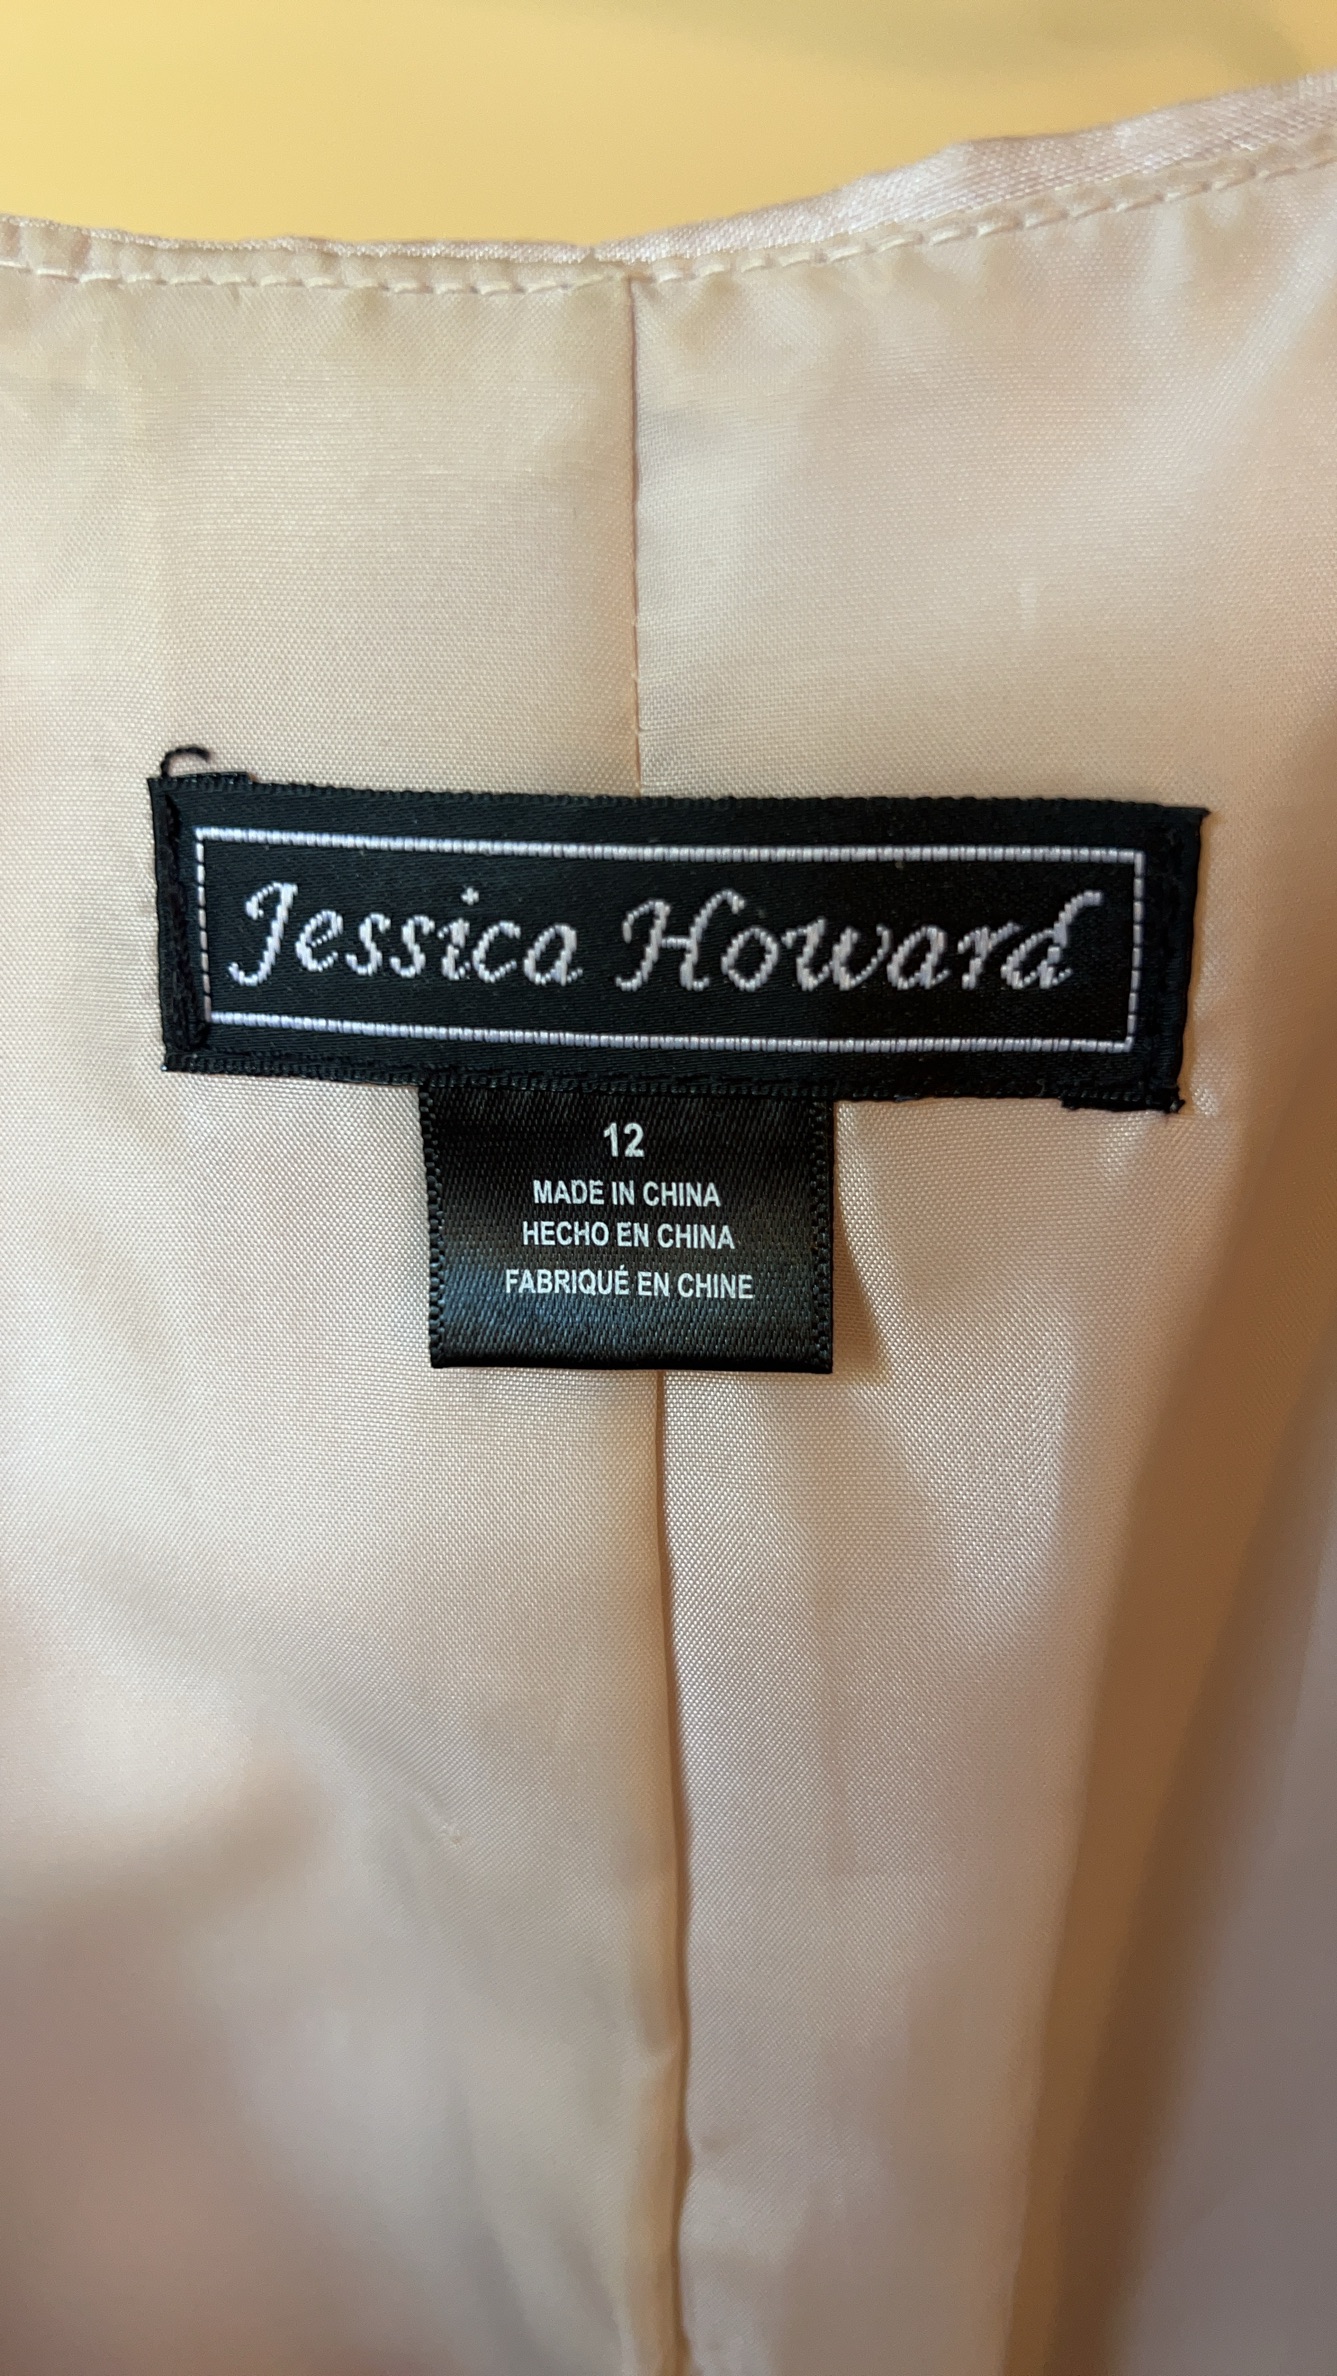 Jessica Howard
12
MADE IN CHINA
HECHO EN CHINA
FABRIQUÉ EN CHINE